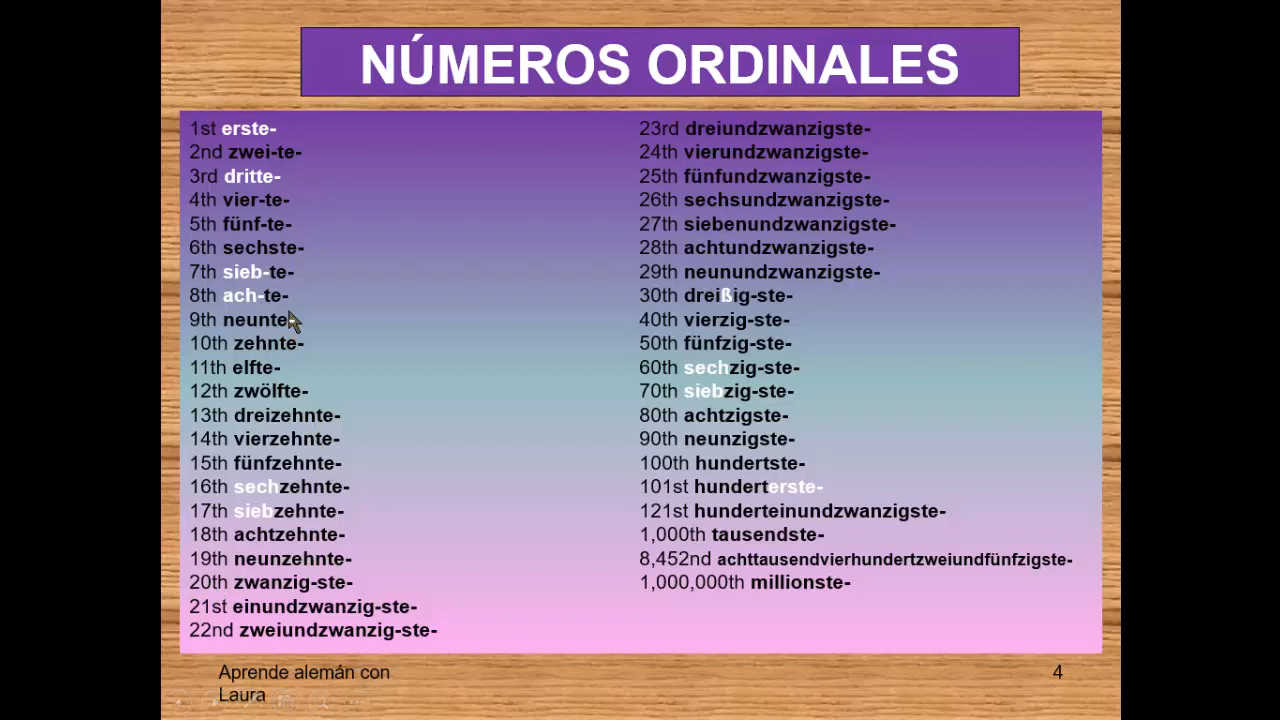 NÚMEROS ORDINALES
1st erste-
2nd zwei-te-
3rd dritte-
4th vier-te-
5th fünf-te-
6th sechste-
7th sieb-te-
8th ach-te-
9th neunte-
10th zehnte-
11th elfte-
12th zwölfte-
13th dreizehnte-
14th vierzehnte-
15th fünfzehnte-
16th sechzehnte-
17th siebzehnte-
18th achtzehnte-
19th neunzehnte-
20th zwanzig-ste-
21st einundzwanzig-ste-
22nd zweiundzwanzig-ste-
23rd dreiundzwanzigste-
24th vierundzwanzigste-
25th fünfundzwanzigste-
26th sechsundzwanzigste-
27th siebenundzwanzigste-
28th achtundzwanzigste-
29th neunundzwanzigste-
30th dreißig-ste-
40th vierzig-ste-
50th fünfzig-ste-
60th sechzig-ste-
70th siebzig-ste-
80th achtzigste-
90th neunzigste-
100th hundertste-
101st hunderterste-
121st hunderteinundzwanzigste-
1,000th tausendste-
8,452nd achttausendvierhundertzweiundfünfzigste-
1,000,000th millionste-
Aprende alemán con
Laura
4